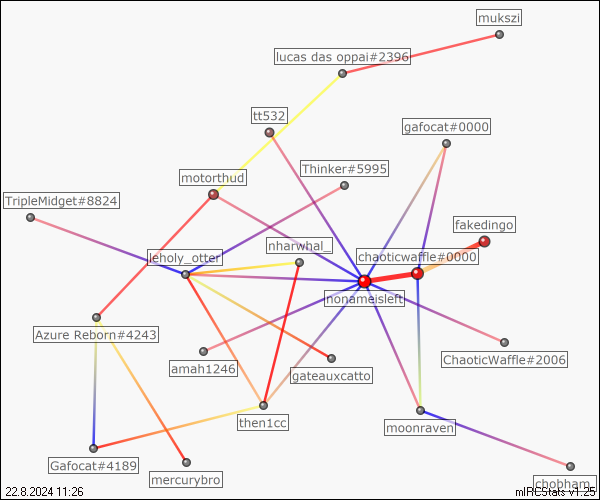 mukszi
lucas das oppai#2396
tt532
gafocat#0000
Thinker#5995
motorthud
TripleMidget#8824
fakedingo
nharwhal_
chaoticwaffle#0000
leholy_otter
nonameisleft
Azure Reborn#4243
ChaoticWaffle#2006
amah1246
gateauxcatto
then1cc
moonraven
Gafocat#4189
mercurybro
chobham_
22.8.2024 11:26
mIRCStats v1.25